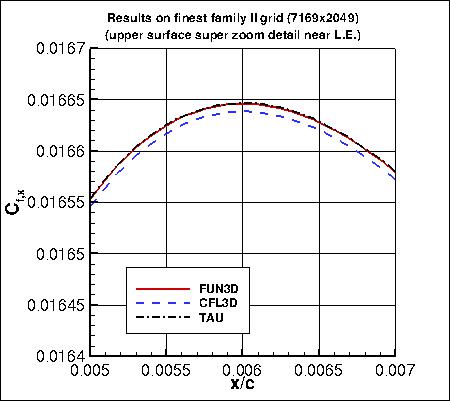 Results on finest family II grid (7169x2049)
(upper surface super zoom detail near L.E.)
0.0167
0.01665
0.0166
0.01655
0.0165
0.01645
0.0164
C f,x
FUN3D
CFL3D
TAU
0.005 0.0055 0.006 0.0065 0.007
x/c